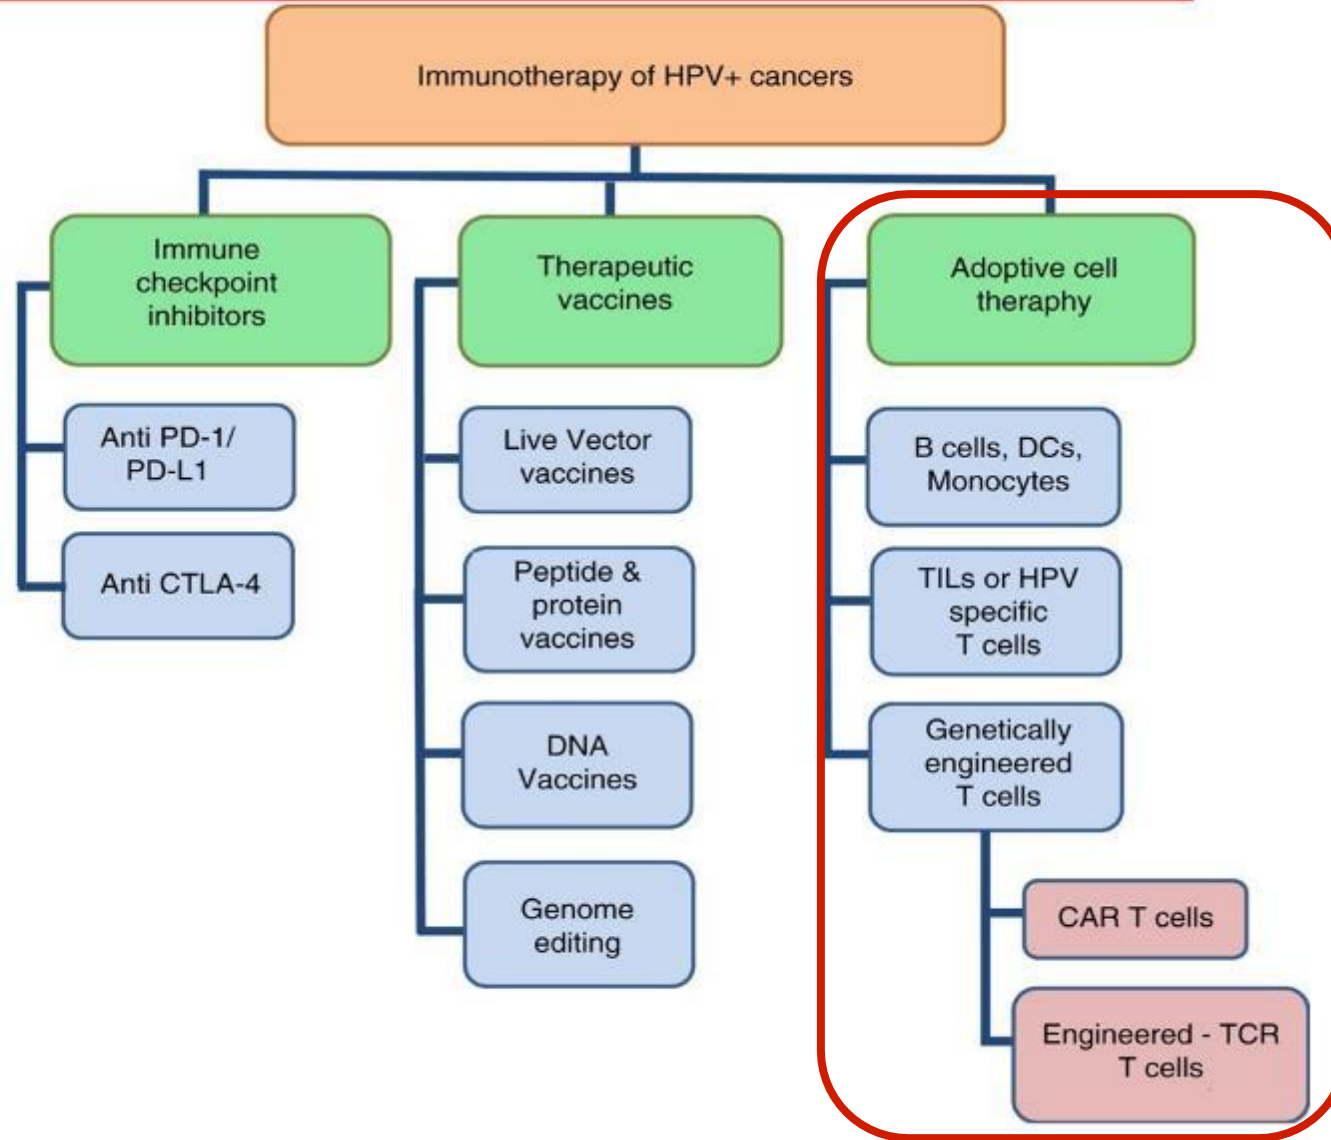 Immunotherapy of HPV+ cancers
Immune
checkpoint
inhibitors
Anti PD-1/
PD-L1
Anti CTLA-4
Therapeutic
vaccines
Live Vector
vaccines
Peptide &
protein
vaccines
DNA
Vaccines
Genome
editing
Adoptive cell
theraphy
B cells, DCs,
Monocytes
TILs or HPV
specific
T cells
Genetically
engineered
T cells
CAR T cells
Engineered - TCR
T cells